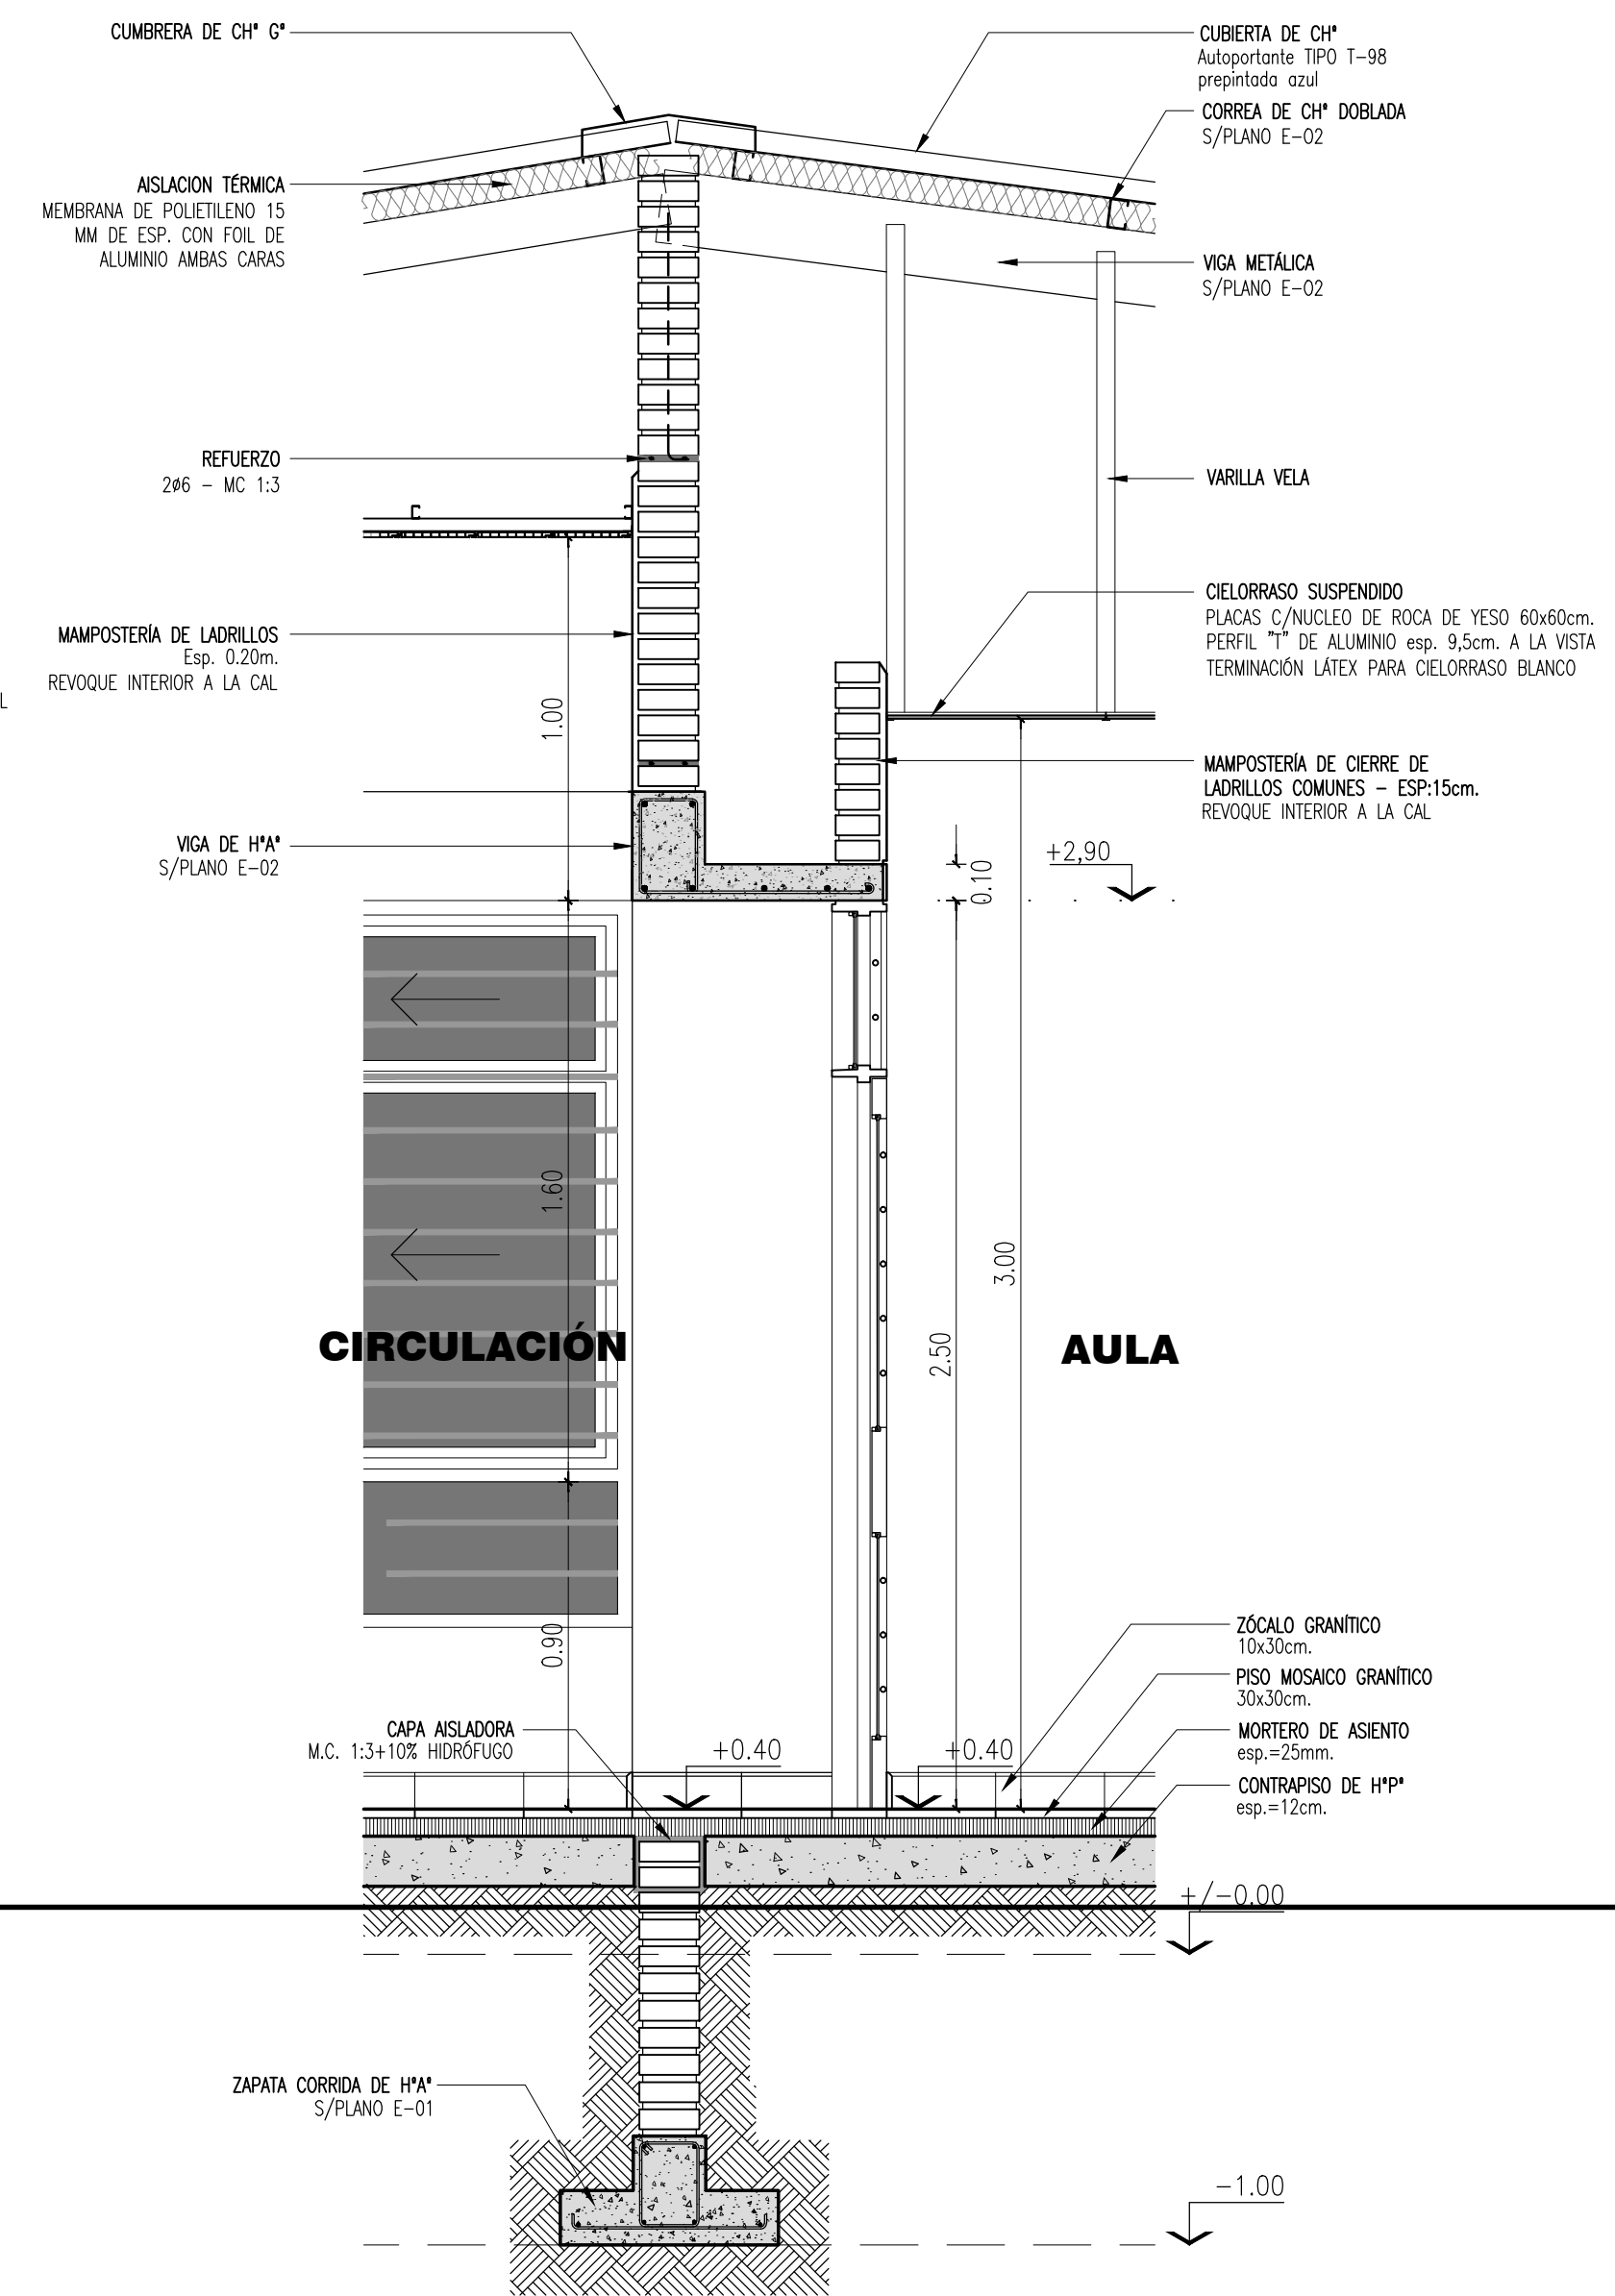 CUMBRERA DE CHª Gª
CUBIERTA DE CHª
Autoportante TIPO T-98
prepintada azul
CORREA DE CHª DOBLADA
S/PLANO E-02
AISLACION TÉRMICA
MEMBRANA DE POLIETILENO 15
MM DE ESP. CON FOIL DE
ALUMINIO AMBAS CARAS
VIGA METÁLICA
S/PLANO E-02
REFUERZO
2ø6 - MC 1:3
VARILLA VELA
CIELORRASO SUSPENDIDO
PLACAS C/NUCLEO DE ROCA DE YESO 60x60cm.
PERFIL "T" DE ALUMINIO esp. 9,5cm. A LA VISTA
TERMINACIÓN LÁTEX PARA CIELORRASO BLANCO
MAMPOSTERÍA DE LADRILLOS
Esp. 0.20m.
REVOQUE INTERIOR A LA CAL
L
1.00
MAMPOSTERÍA DE CIERRE DE
LADRILLOS COMUNES - ESP:15cm.
REVOQUE INTERIOR A LA CAL
VIGA DE HªAª
S/PLANO E-02
0.10
+2,90
1.60
3.00
2.50
CIRCULACIÓN
AULA
0.90
ZÓCALO GRANÍTICO
10x30cm.
PISO MOSAICO GRANÍTICO
30x30cm.
MORTERO DE ASIENTO
esp.=25mm.
CONTRAPISO DE HªPª
esp.=12cm.
CAPA AISLADORA
M.C. 1:3+10% HIDRÓFUGO
+0.40
+0.40
+/-0.00
ZAPATA CORRIDA DE HªAª
S/PLANO E-01
-1.00